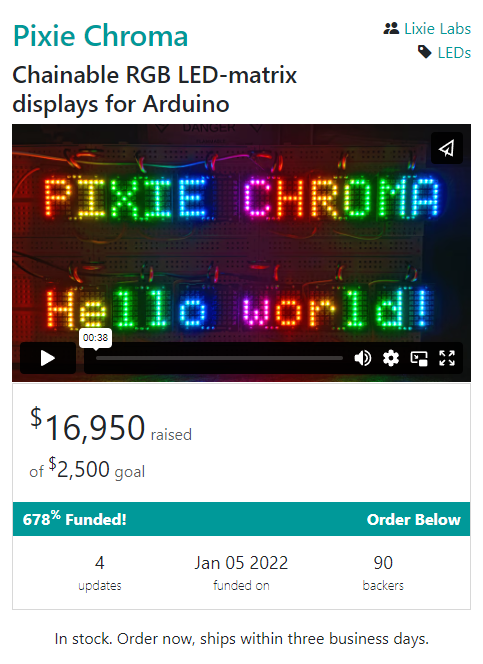 Pixie Chroma
Lixie Labs
LEDs
Chainable RGB LED-matrix
displays for Arduino
DANGER
PIXIE CHROMA
Hello world!
00:38
$16,950 raised
of $2,500 goal
678% Funded!
Order Below
4
Jan 05 2022
90
updates
funded on
backers
In stock. Order now, ships within three business days.